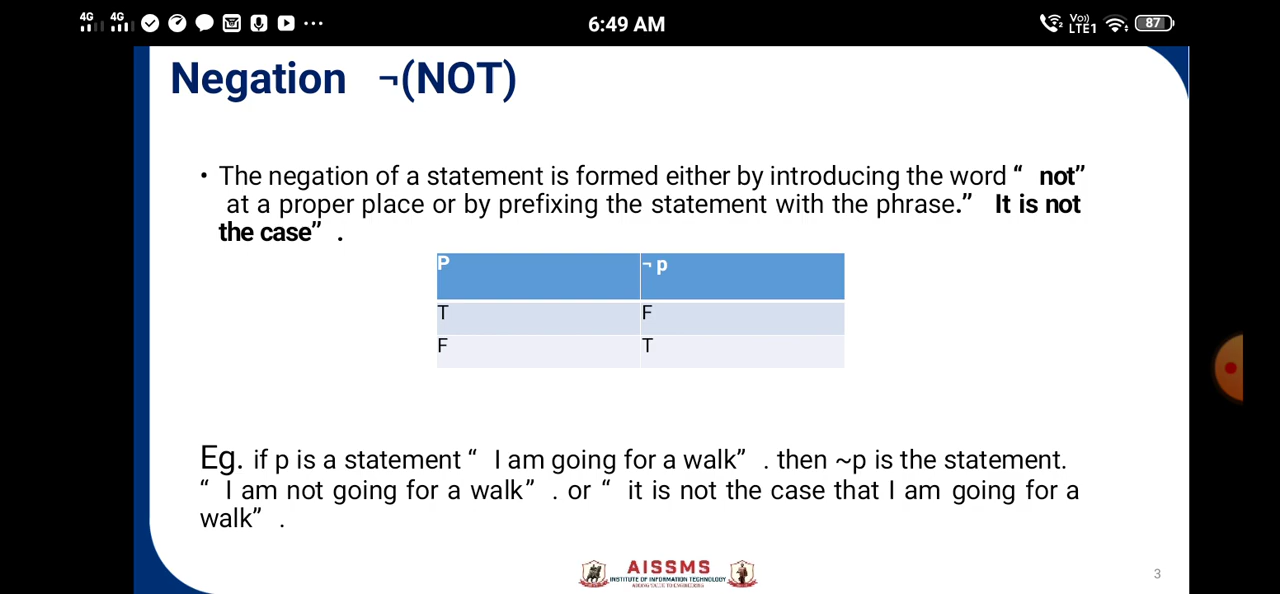 4G 4G 6:49 AM Vo)) LTE1 87
Negation ¬(NOT)
• The negation of a statement is formed either by introducing the word “ not”
at a proper place or by prefixing the statement with the phrase.” It is not
the case” .
P ¬ p
T F
F T
Eg. if p is a statement “ I am going for a walk” . then ~p is the statement.
“ I am not going for a walk” . or “ it is not the case that I am going for a
walk” .
AISSMS
INSTITUTE OF INFORMATION TECHNOLOGY
3